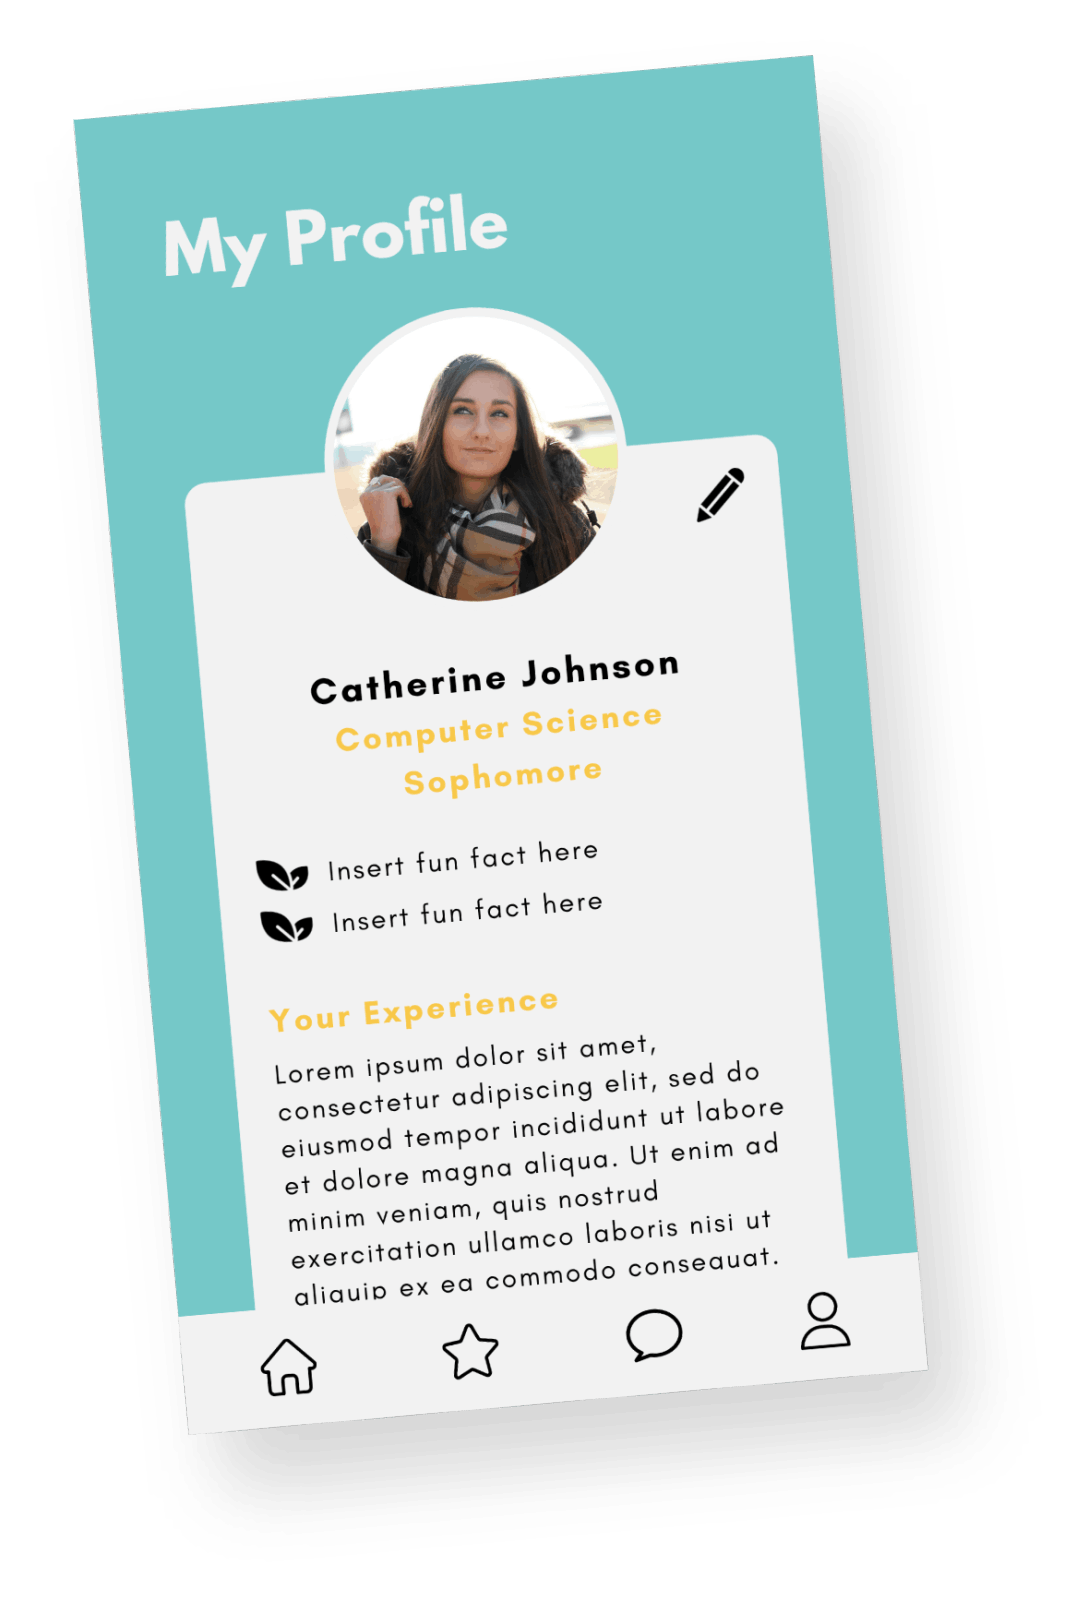 My Profile
Catherine Johnson
Computer Science
Sophomore
Insert fun fact here
Insert fun fact here
Your Experience
Lorem ipsum dolor sit amet,
consectetur adipiscing elit, sed do
eiusmod tempor incididunt ut labore
et dolore magna aliqua. Ut enim ad
minim veniam, quis nostrud
exercitation ullamco laboris nisi ut
aliquip ex ea commodo consequat.